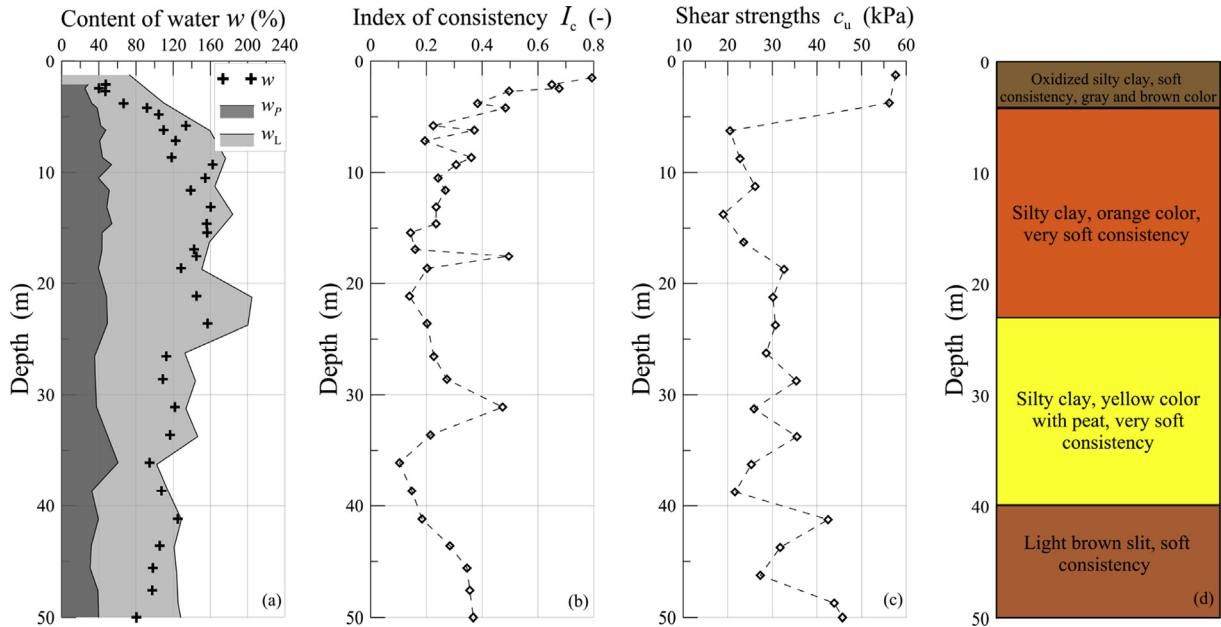 Content of water w (%)
0 40 80 120 160 200 240
0
10
20
30
40
50
Depth (m)
w
wP
wL
(a)
Index of consistency Ic (-)
0 0.2 0.4 0.6 0.8
0
10
20
30
40
50
Depth (m)
(b)
Shear strengths cu (kPa)
10 20 30 40 50 60
0
10
20
30
40
50
Depth (m)
(c)
0
10
20
30
40
50
Depth (m)
Oxidized silty clay, soft
consistency, gray and brown color
Silty clay, orange color,
very soft consistency
Silty clay, yellow color
with peat, very soft
consistency
Light brown slit, soft
consistency
(d)